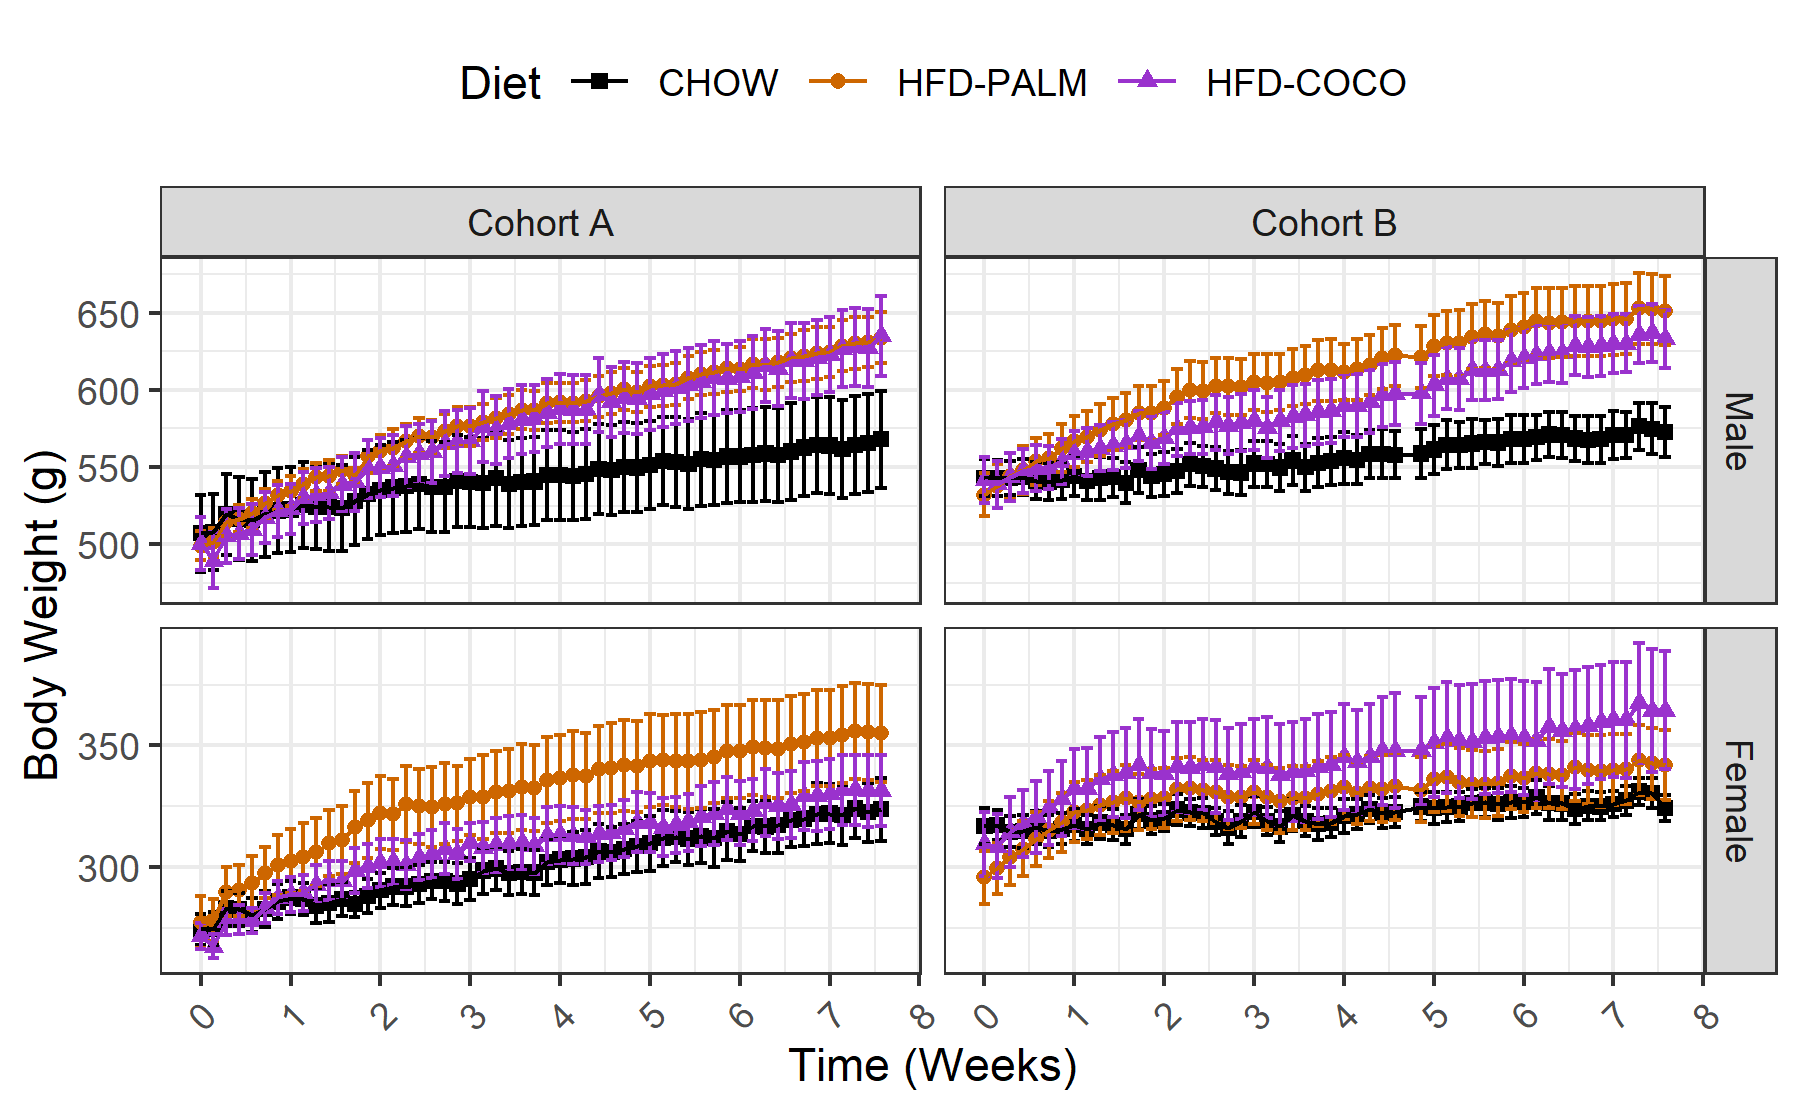 Diet CHOW HFD-PALM HFD-COCO
Cohort A Cohort B
650
600
550
500
Male
350
300
Female
Body Weight (g)
0 1 2 3 4 5 6 7 8 0 1 2 3 4 5 6 7 8
Time (Weeks)